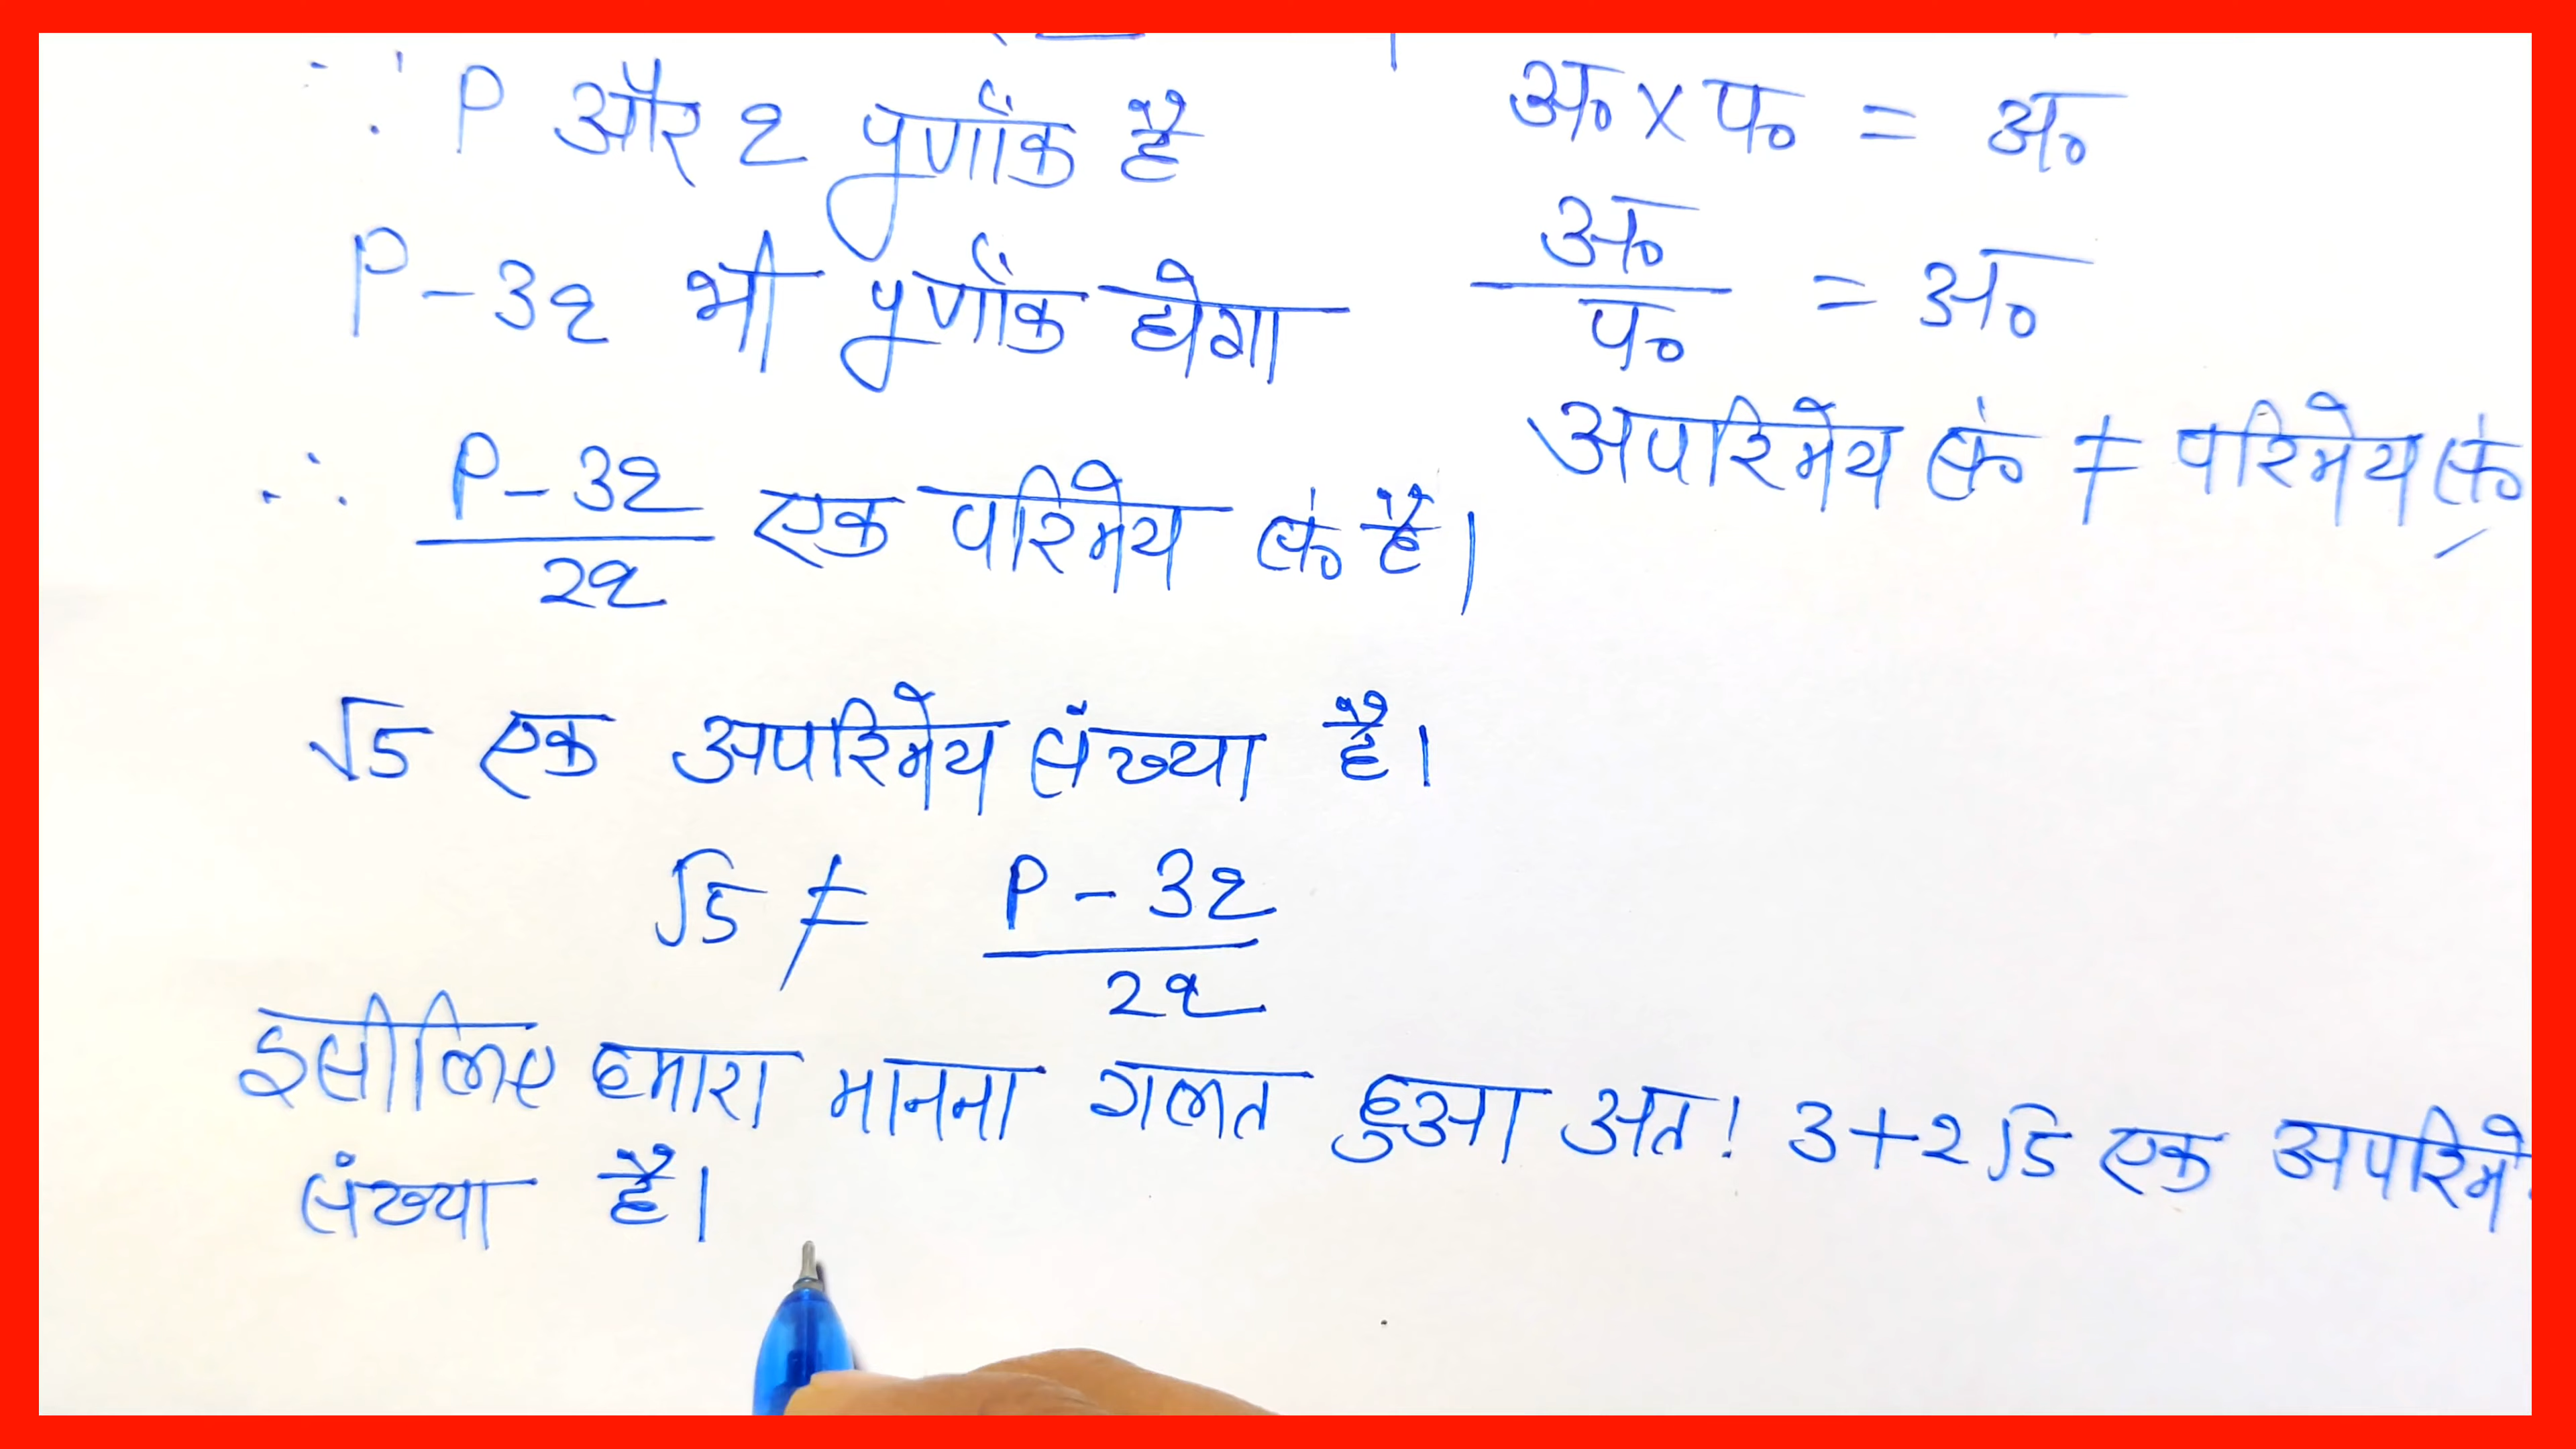 ∵ P और q पूर्णांक है
P - 3q भी पूर्णांक होगा
∴ P - 3q / 2q एक परिमेय सं० है।
√5 एक अपरिमेय संख्या है।
√5 ≠ P - 3q / 2q
इसीलिए हमारा मानना गलत हुआ अत! 3+2√5 एक अपरिमे
संख्या है।
अ० × प० = अ०
अ० / प० = अ०
अपरिमेय सं० ≠ परिमेय सं०